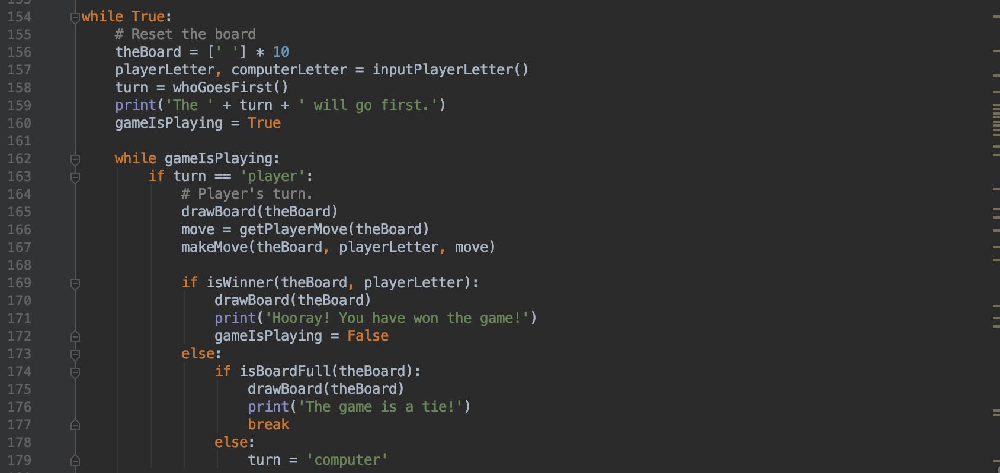 153
154 while True:
155     # Reset the board
156     theBoard = [' '] * 10
157     playerLetter, computerLetter = inputPlayerLetter()
158     turn = whoGoesFirst()
159     print('The ' + turn + ' will go first.')
160     gameIsPlaying = True
161
162     while gameIsPlaying:
163         if turn == 'player':
164             # Player's turn.
165             drawBoard(theBoard)
166             move = getPlayerMove(theBoard)
167             makeMove(theBoard, playerLetter, move)
168
169             if isWinner(theBoard, playerLetter):
170                 drawBoard(theBoard)
171                 print('Hooray! You have won the game!')
172                 gameIsPlaying = False
173             else:
174                 if isBoardFull(theBoard):
175                     drawBoard(theBoard)
176                     print('The game is a tie!')
177                     break
178                 else:
179                     turn = 'computer'